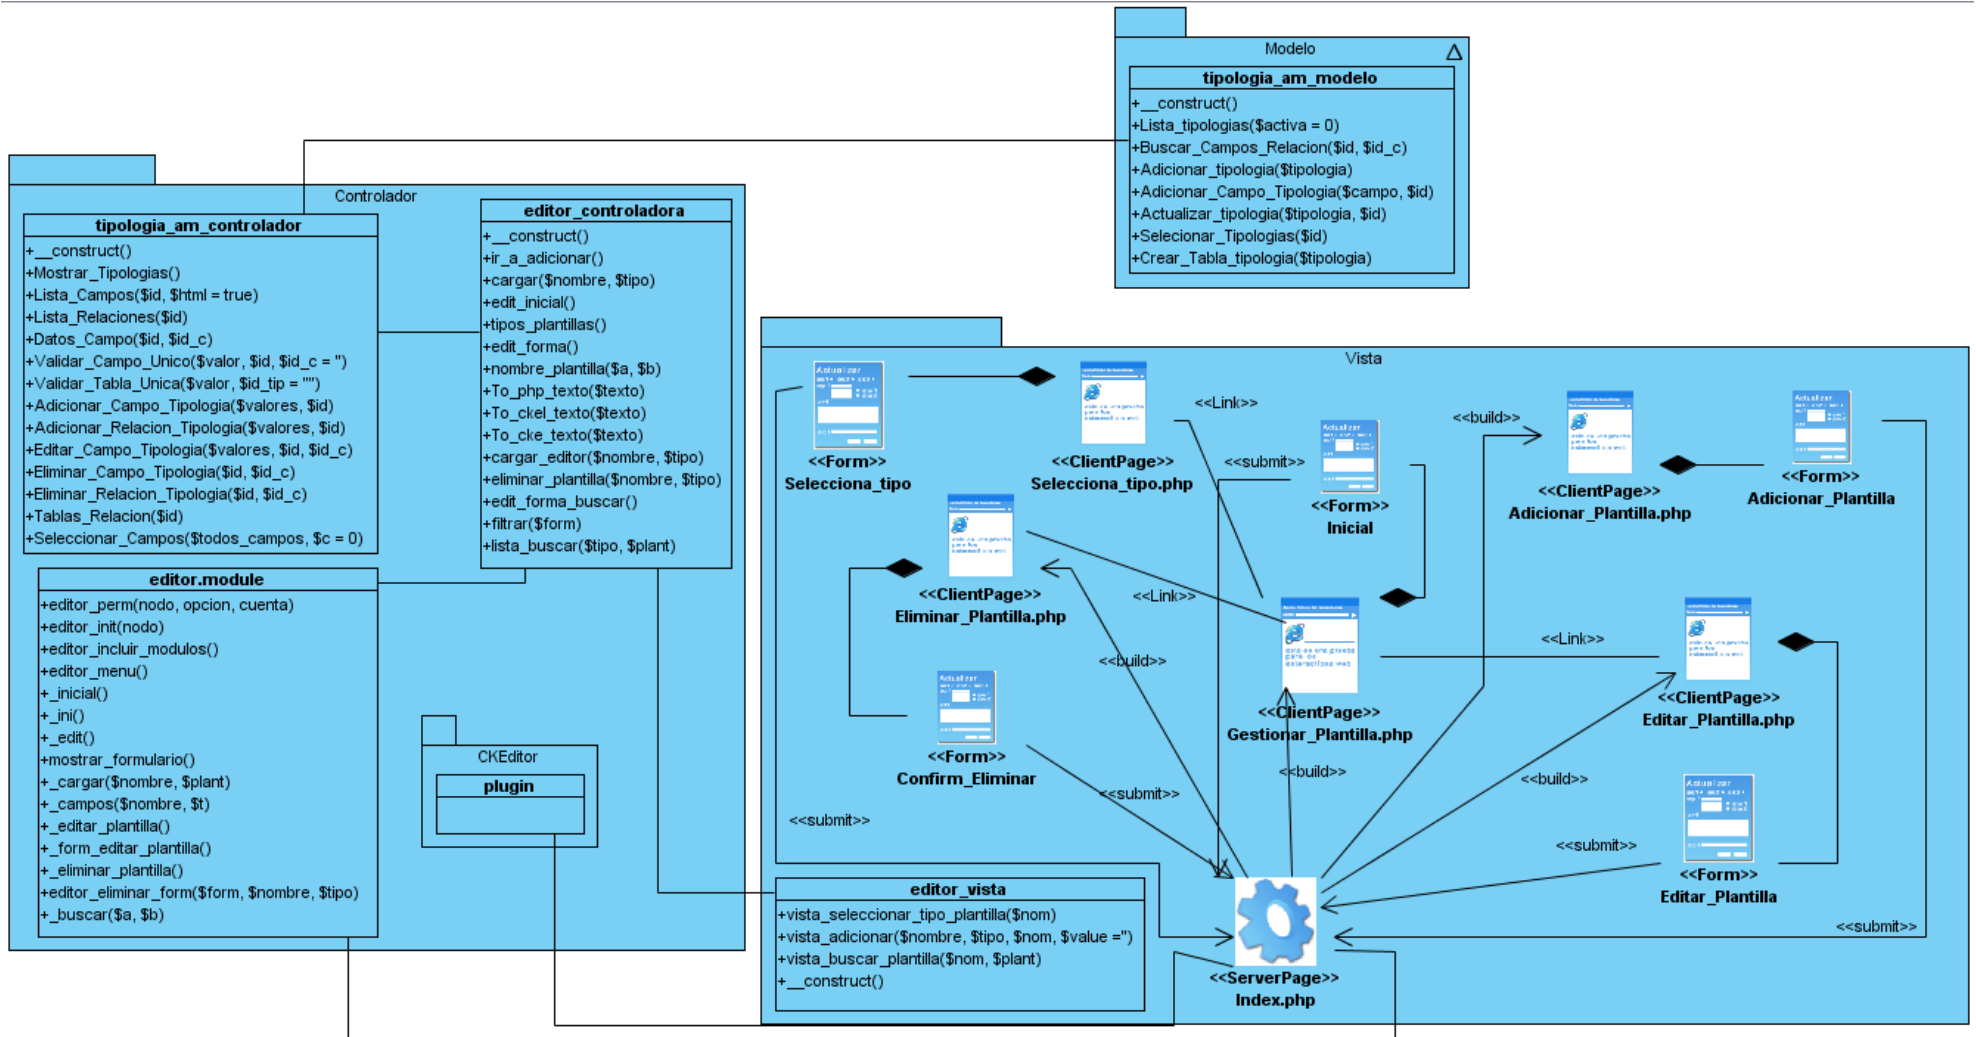 Modelo
tipologia_am_modelo
+__construct()
+Lista_tipologias($activa = 0)
+Buscar_Campos_Relacion($id, $id_c)
+Adicionar_tipologia($tipologia)
+Adicionar_Campo_Tipologia($campo, $id)
+Actualizar_tipologia($tipologia, $id)
+Selecionar_Tipologias($id)
+Crear_Tabla_tipologia($tipologia)
Controlador
tipologia_am_controlador
+__construct()
+Mostrar_Tipologias()
+Lista_Campos($id, $html = true)
+Lista_Relaciones($id)
+Datos_Campo($id, $id_c)
+Validar_Campo_Unico($valor, $id, $id_c = '')
+Validar_Tabla_Unica($valor, $id_tip = "")
+Adicionar_Campo_Tipologia($valores, $id)
+Adicionar_Relacion_Tipologia($valores, $id)
+Editar_Campo_Tipologia($valores, $id, $id_c)
+Eliminar_Campo_Tipologia($id, $id_c)
+Eliminar_Relacion_Tipologia($id, $id_c)
+Tablas_Relacion($id)
+Seleccionar_Campos($todos_campos, $c = 0)
editor_controladora
+__construct()
+ir_a_adicionar()
+cargar($nombre, $tipo)
+edit_inicial()
+tipos_plantillas()
+edit_forma()
+nombre_plantilla($a, $b)
+To_php_texto($texto)
+To_ckel_texto($texto)
+To_cke_texto($texto)
+cargar_editor($nombre, $tipo)
+eliminar_plantilla($nombre, $tipo)
+edit_forma_buscar()
+filtrar($form)
+lista_buscar($tipo, $plant)
editor.module
+editor_perm(nodo, opcion, cuenta)
+editor_init(nodo)
+editor_incluir_modulos()
+editor_menu()
+_inicial()
+_ini()
+_edit()
+mostrar_formulario()
+_cargar($nombre, $plant)
+_campos($nombre, $t)
+_editar_plantilla()
+_form_editar_plantilla()
+_eliminar_plantilla()
+editor_eliminar_form($form, $nombre, $tipo)
+_buscar($a, $b)
CKEditor
plugin
Vista
Actualizar
<<Form>>
Selecciona_tipo
<<ClientPage>>
Selecciona_tipo.php
<<Link>>
<<submit>>
Actualizar
<<Form>>
Inicial
<<build>>
<<ClientPage>>
Adicionar_Plantilla.php
Actualizar
<<Form>>
Adicionar_Plantilla
<<ClientPage>>
Eliminar_Plantilla.php
<<Link>>
<<build>>
<<ClientPage>>
Gestionar_Plantilla.php
<<build>>
<<Link>>
<<ClientPage>>
Editar_Plantilla.php
<<build>>
Actualizar
<<Form>>
Confirm_Eliminar
<<submit>>
<<submit>>
<<submit>>
Actualizar
<<Form>>
Editar_Plantilla
<<submit>>
editor_vista
+vista_seleccionar_tipo_plantilla($nom)
+vista_adicionar($nombre, $tipo, $nom, $value ='')
+vista_buscar_plantilla($nom, $plant)
+__construct()
<<ServerPage>>
Index.php